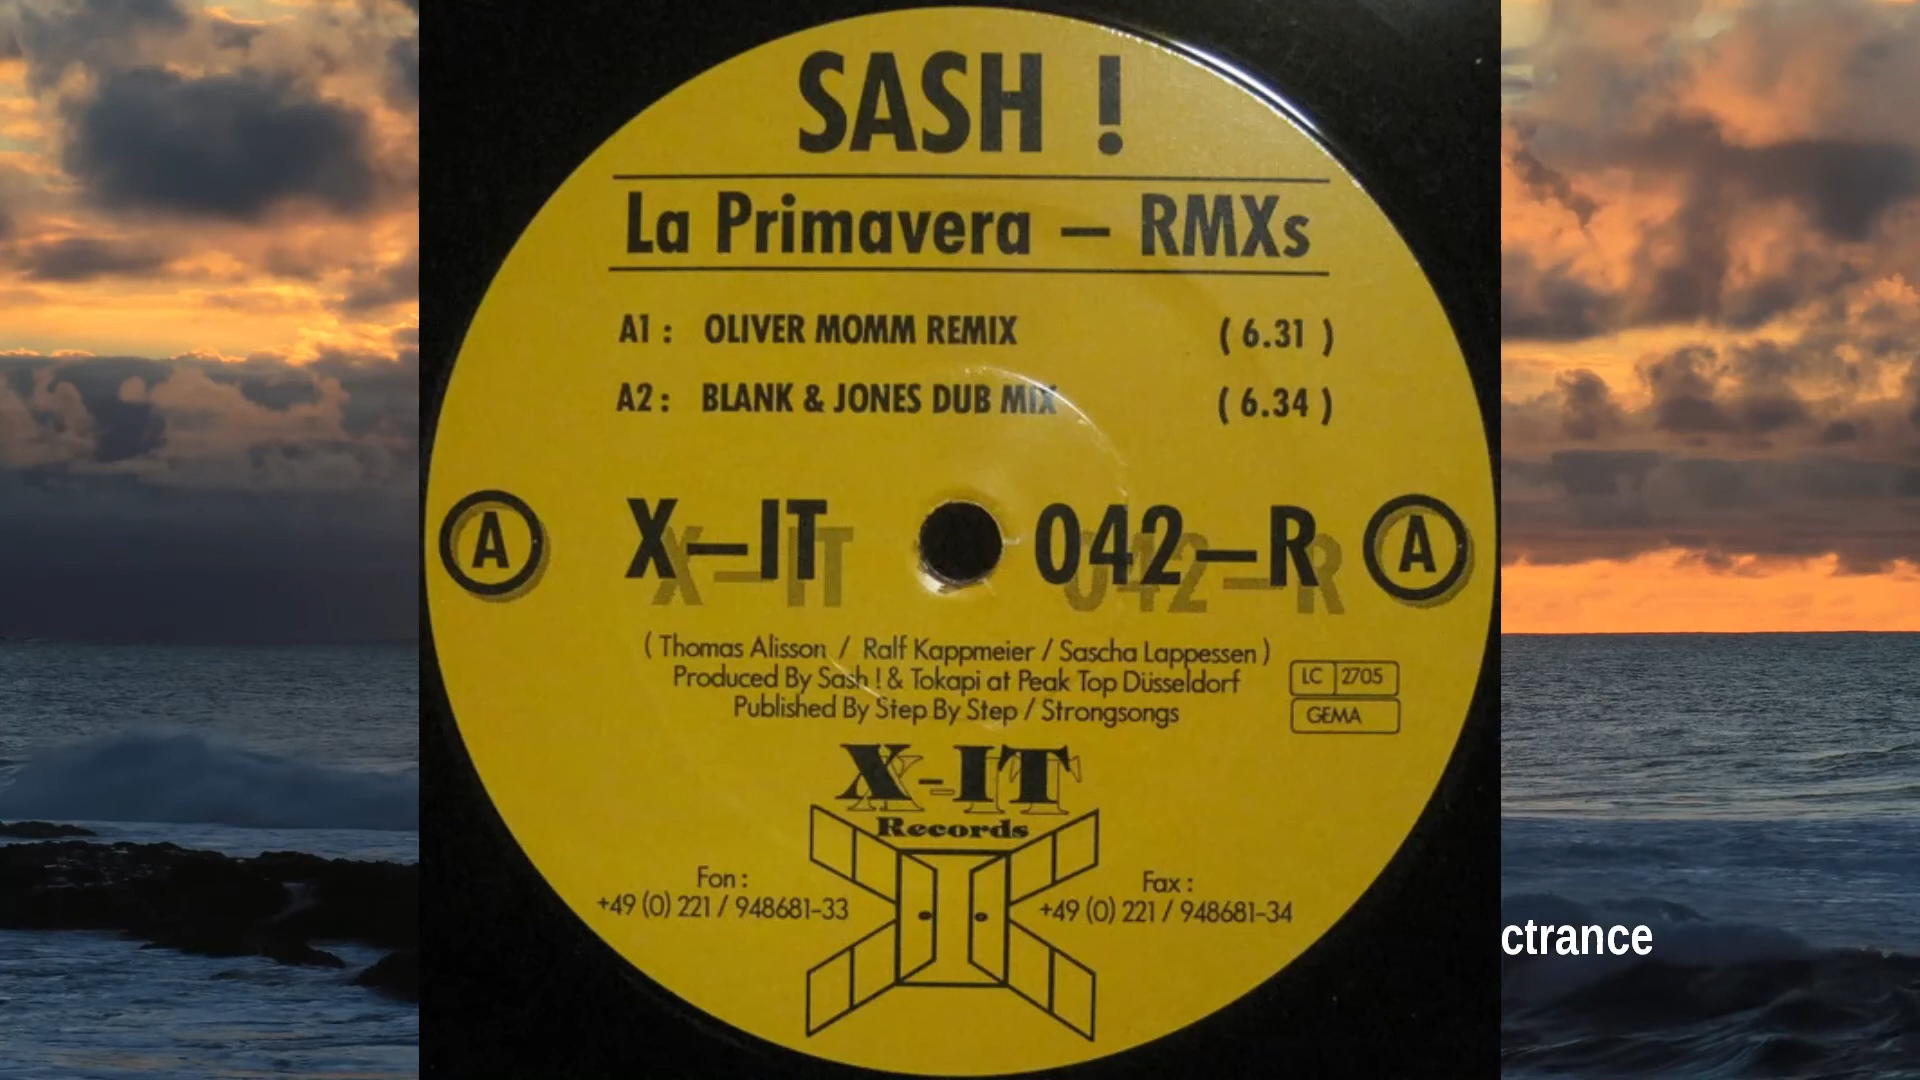 SASH !
La Primavera – RMXs
A1 : OLIVER MOMM REMIX ( 6.31 )
A2 : BLANK & JONES DUB MIX ( 6.34 )
A X–IT 042–R A
( Thomas Alisson / Ralf Kappmeier / Sascha Lappessen )
Produced By Sash ! & Tokapi at Peak Top Düsseldorf
Published By Step By Step / Strongsongs
LC 2705
GEMA
X-IT
Records
Fon :
+49 (0) 221 / 948681-33
Fax :
+49 (0) 221 / 948681-34
ctrance